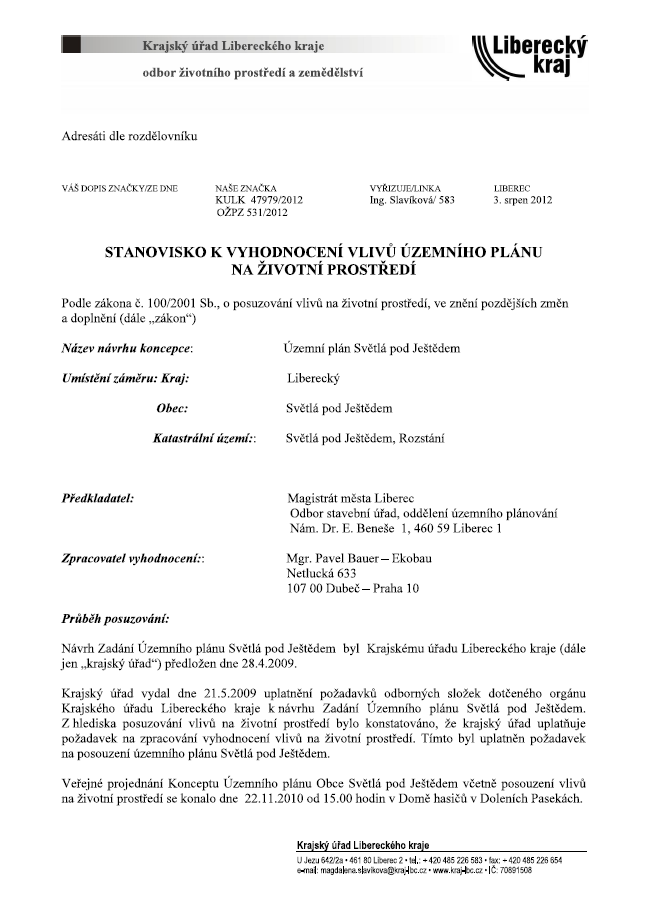 Krajský úřad Libereckého kraje
Liberecký
kraj
odbor životního prostředí a zemědělství
Adresáti dle rozdělovníku
VÁŠ DOPIS ZNAČKY/ZE DNE NAŠE ZNAČKA VYŘIZUJE/LINKA LIBEREC
KULK 47979/2012 Ing. Slavíková/ 583 3. srpen 2012
OŽPZ 531/2012
STANOVISKO K VYHODNOCENÍ VLIVŮ ÚZEMNÍHO PLÁNU
NA ŽIVOTNÍ PROSTŘEDÍ
Podle zákona č. 100/2001 Sb., o posuzování vlivů na životní prostředí, ve znění pozdějších změn
a doplnění (dále „zákon“)
Název návrhu koncepce: Územní plán Světlá pod Ještědem
Umístění záměru: Kraj: Liberecký
Obec: Světlá pod Ještědem
Katastrální území:: Světlá pod Ještědem, Rozstání
Předkladatel: Magistrát města Liberec
Odbor stavební úřad, oddělení územního plánování
Nám. Dr. E. Beneše 1, 460 59 Liberec 1
Zpracovatel vyhodnocení:: Mgr. Pavel Bauer – Ekobau
Netlucká 633
107 00 Dubeč – Praha 10
Průběh posuzování:
Návrh Zadání Územního plánu Světlá pod Ještědem byl Krajskému úřadu Libereckého kraje (dále
jen „krajský úřad“) předložen dne 28.4.2009.
Krajský úřad vydal dne 21.5.2009 uplatnění požadavků odborných složek dotčeného orgánu
Krajského úřadu Libereckého kraje k návrhu Zadání Územního plánu Světlá pod Ještědem.
Z hlediska posuzování vlivů na životní prostředí bylo konstatováno, že krajský úřad uplatňuje
požadavek na zpracování vyhodnocení vlivů na životní prostředí. Tímto byl uplatněn požadavek
na posouzení územního plánu Světlá pod Ještědem.
Veřejné projednání Konceptu Územního plánu Obce Světlá pod Ještědem včetně posouzení vlivů
na životní prostředí se konalo dne 22.11.2010 od 15.00 hodin v Domě hasičů v Doleních Pasekách.
Krajský úřad Libereckého kraje
U Jezu 642/2a • 461 80 Liberec 2 • tel.: + 420 485 226 583 • fax: + 420 485 226 654
e-mail: magdalena.slavikova@kraj-lbc.cz • www.kraj-lbc.cz • IČ: 70891508